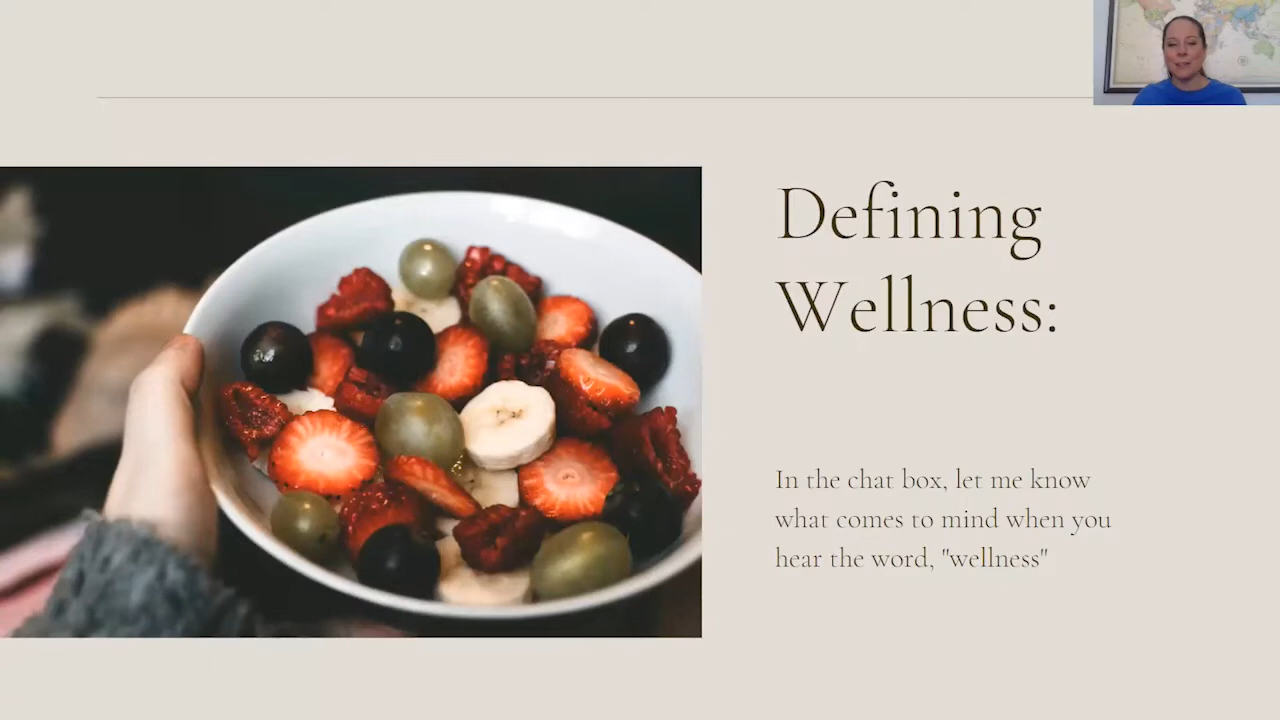 Defining
Wellness:
In the chat box, let me know
what comes to mind when you
hear the word, "wellness"